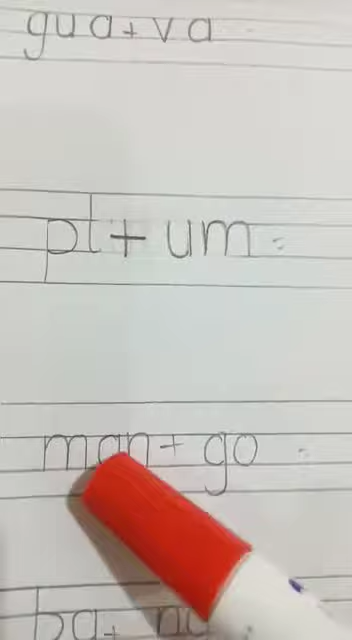 gua+va
pl+um =
man+go =
ba+